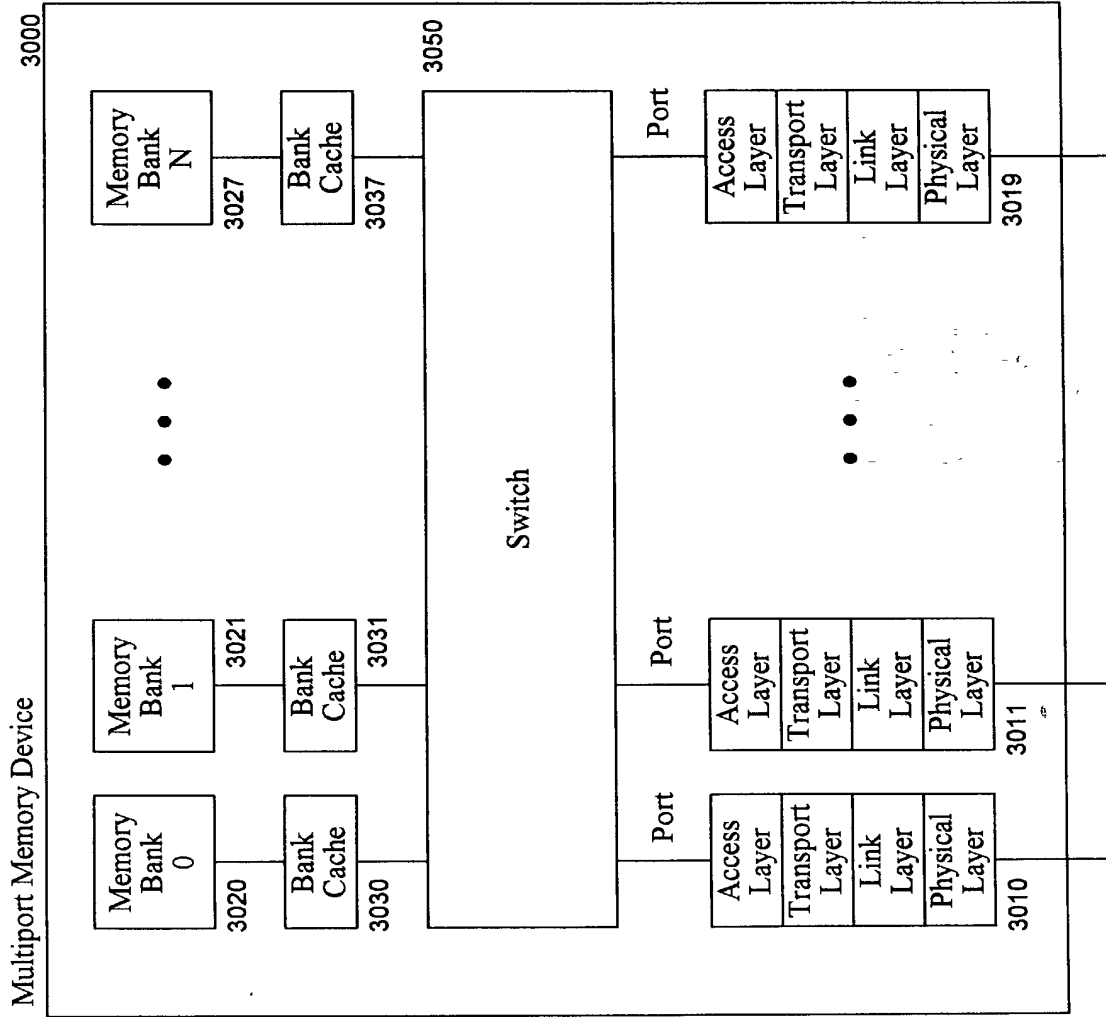 Multiport Memory Device
3000
Memory
Bank
0
3020
Memory
Bank
1
3021
Memory
Bank
N
3027
Bank
Cache
3030
Bank
Cache
3031
Bank
Cache
3037
3050
Switch
Port
Port
Port
Access
Layer
Transport
Layer
Link
Layer
Physical
Layer
3010
Access
Layer
Transport
Layer
Link
Layer
Physical
Layer
3011
Access
Layer
Transport
Layer
Link
Layer
Physical
Layer
3019